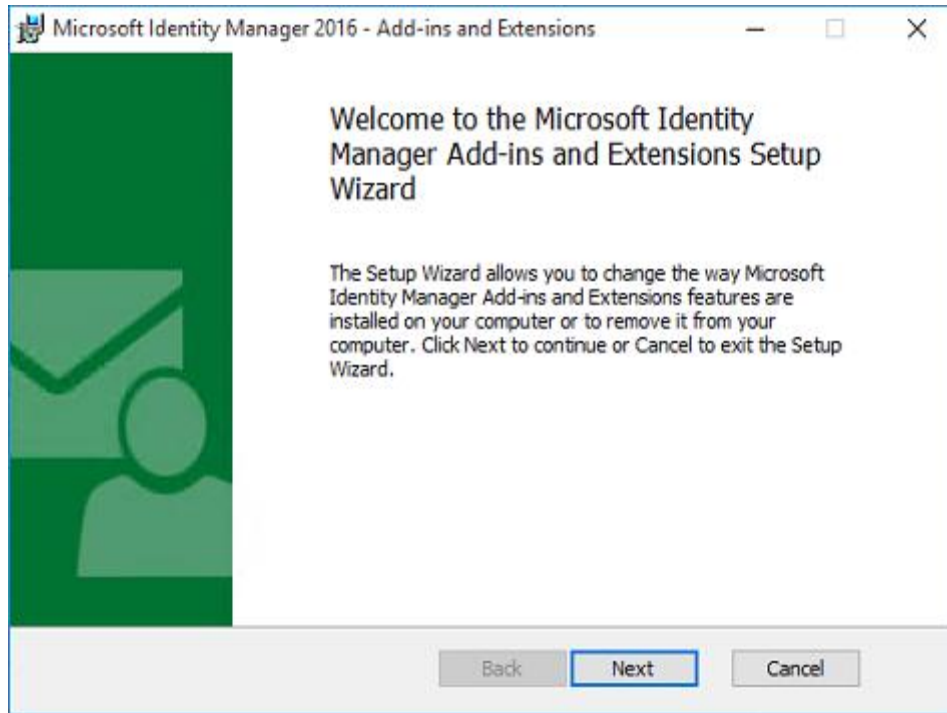 Microsoft Identity Manager 2016 - Add-ins and Extensions
Welcome to the Microsoft Identity
Manager Add-ins and Extensions Setup
Wizard
The Setup Wizard allows you to change the way Microsoft
Identity Manager Add-ins and Extensions features are
installed on your computer or to remove it from your
computer. Click Next to continue or Cancel to exit the Setup
Wizard.
Back Next Cancel